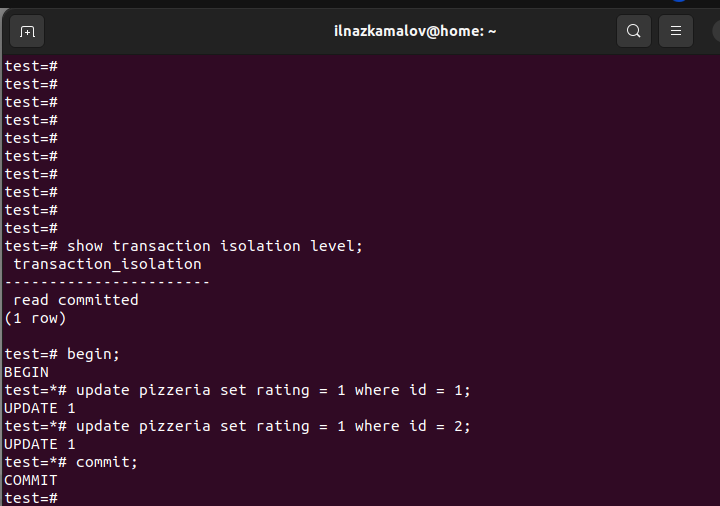 ilnazkamalov@home: ~
test=#
test=#
test=#
test=#
test=#
test=#
test=#
test=#
test=#
test=#
test=# show transaction isolation level;
transaction_isolation
-----------------------
read committed
(1 row)
test=# begin;
BEGIN
test=*# update pizzeria set rating = 1 where id = 1;
UPDATE 1
test=*# update pizzeria set rating = 1 where id = 2;
UPDATE 1
test=*# commit;
COMMIT
test=#